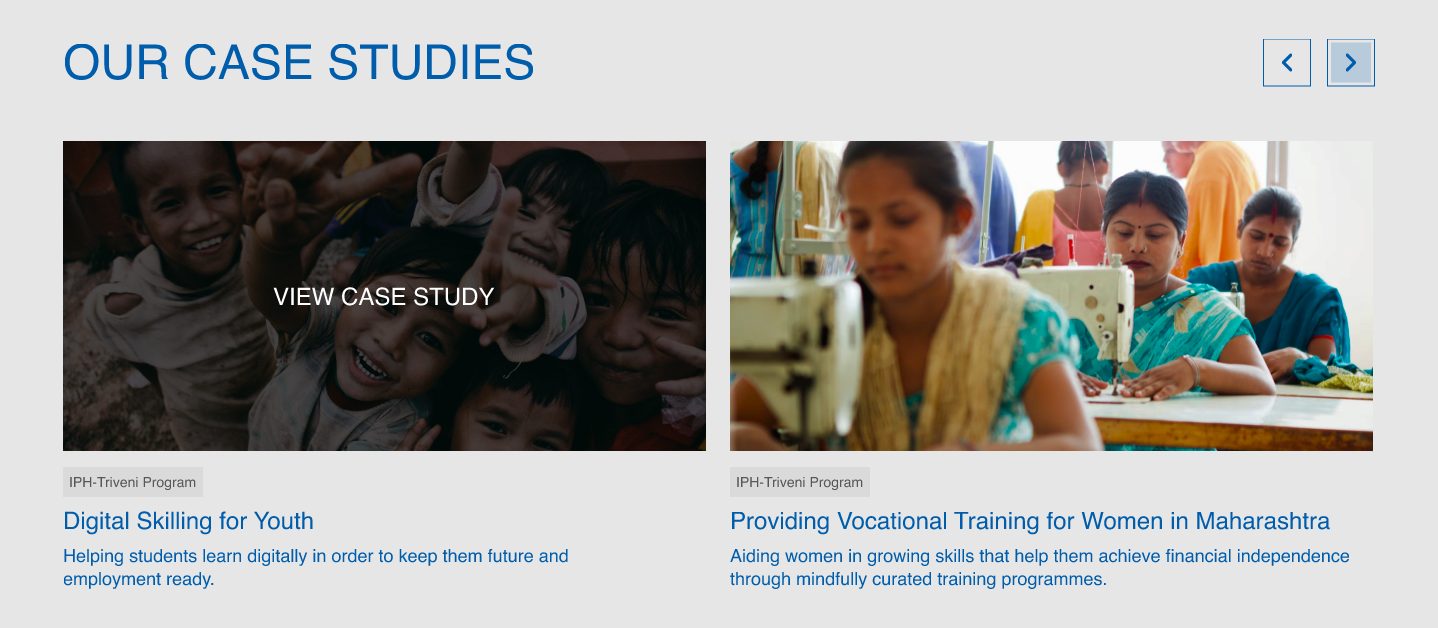 OUR CASE STUDIES
VIEW CASE STUDY
IPH-Triveni Program
Digital Skilling for Youth
Helping students learn digitally in order to keep them future and
employment ready.
IPH-Triveni Program
Providing Vocational Training for Women in Maharashtra
Aiding women in growing skills that help them achieve financial independence
through mindfully curated training programmes.